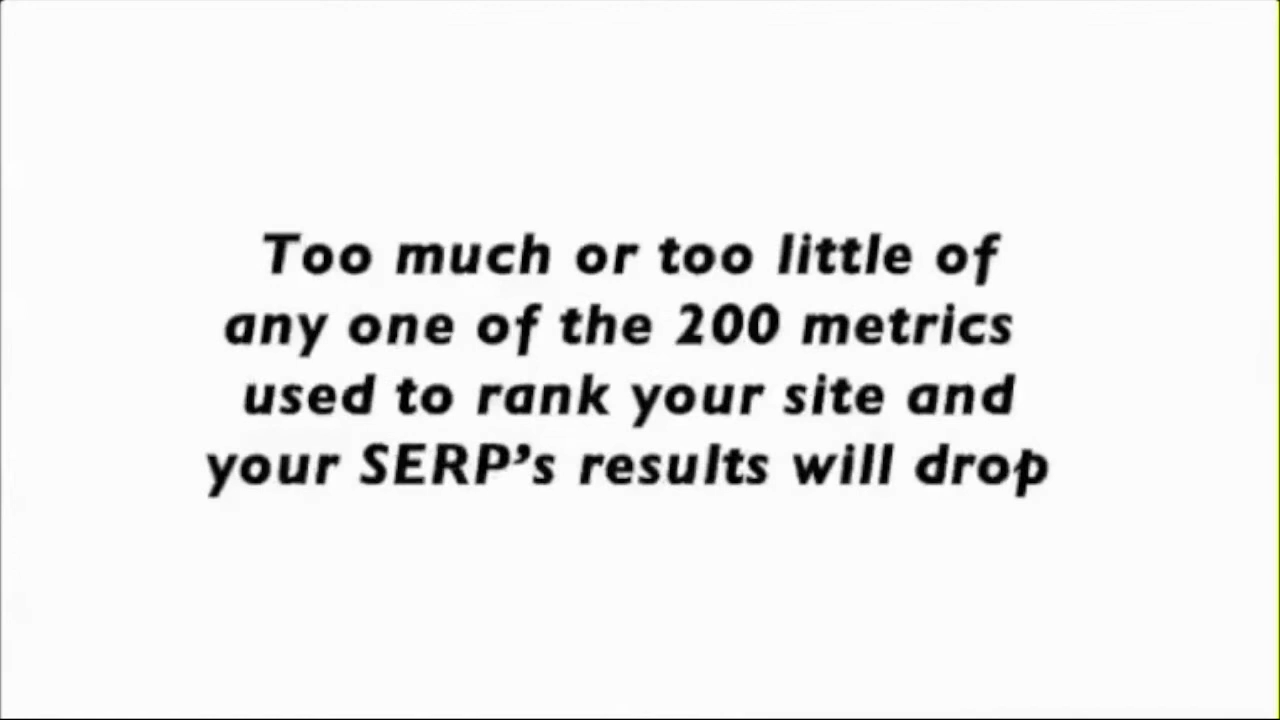 Too much or too little of
any one of the 200 metrics
used to rank your site and
your SERP's results will drop